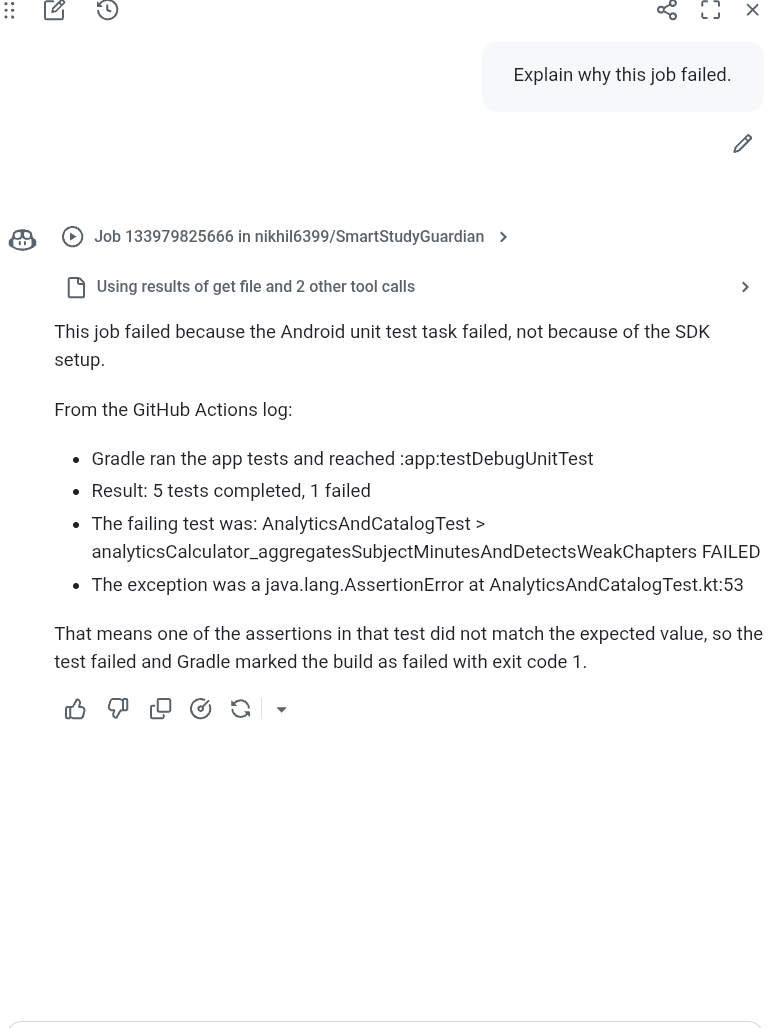 Explain why this job failed.
Job 133979825666 in nikhil6399/SmartStudyGuardian
Using results of get file and 2 other tool calls
This job failed because the Android unit test task failed, not because of the SDK
setup.
From the GitHub Actions log:
• Gradle ran the app tests and reached :app:testDebugUnitTest
• Result: 5 tests completed, 1 failed
• The failing test was: AnalyticsAndCatalogTest >
analyticsCalculator_aggregatesSubjectMinutesAndDetectsWeakChapters FAILED
• The exception was a java.lang.AssertionError at AnalyticsAndCatalogTest.kt:53
That means one of the assertions in that test did not match the expected value, so the
test failed and Gradle marked the build as failed with exit code 1.